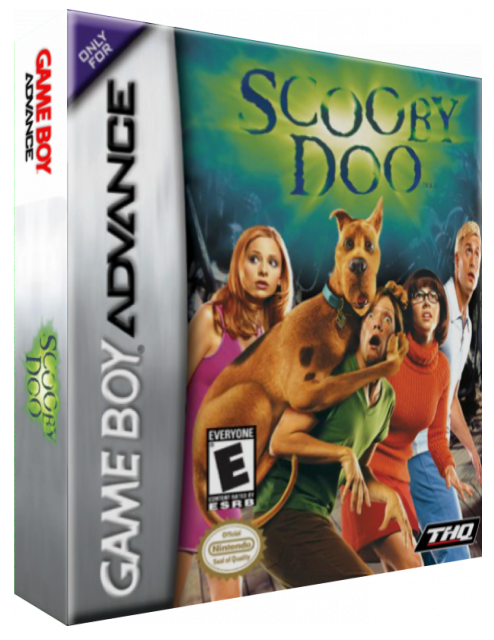 GAME BOY
ADVANCE
SCOOBY
DOO
ONLY
FOR
GAME BOY ADVANCE
SCOOBY
DOO
EVERYONE
E
CONTENT RATED BY
ESRB
Official
Nintendo
Seal of Quality
THQ